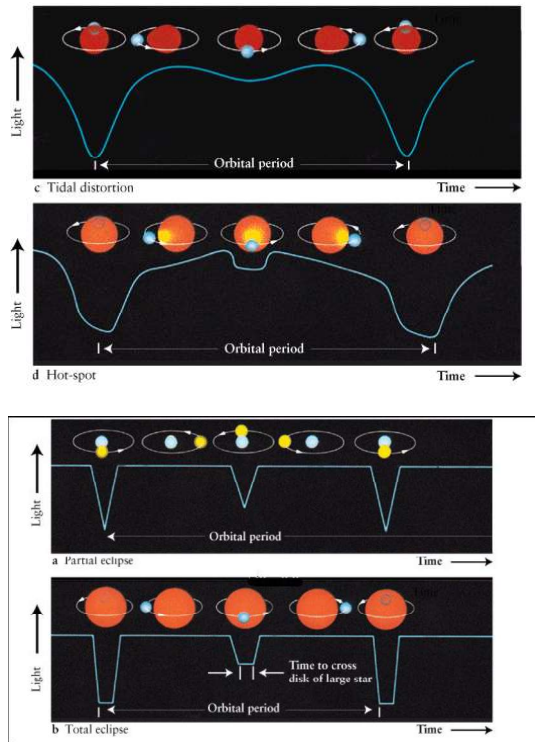 Light
Orbital period
c Tidal distortion
Time
Light
Orbital period
d Hot-spot
Time
Light
Orbital period
a Partial eclipse
Time
Light
Time to cross
disk of large star
Orbital period
b Total eclipse
Time